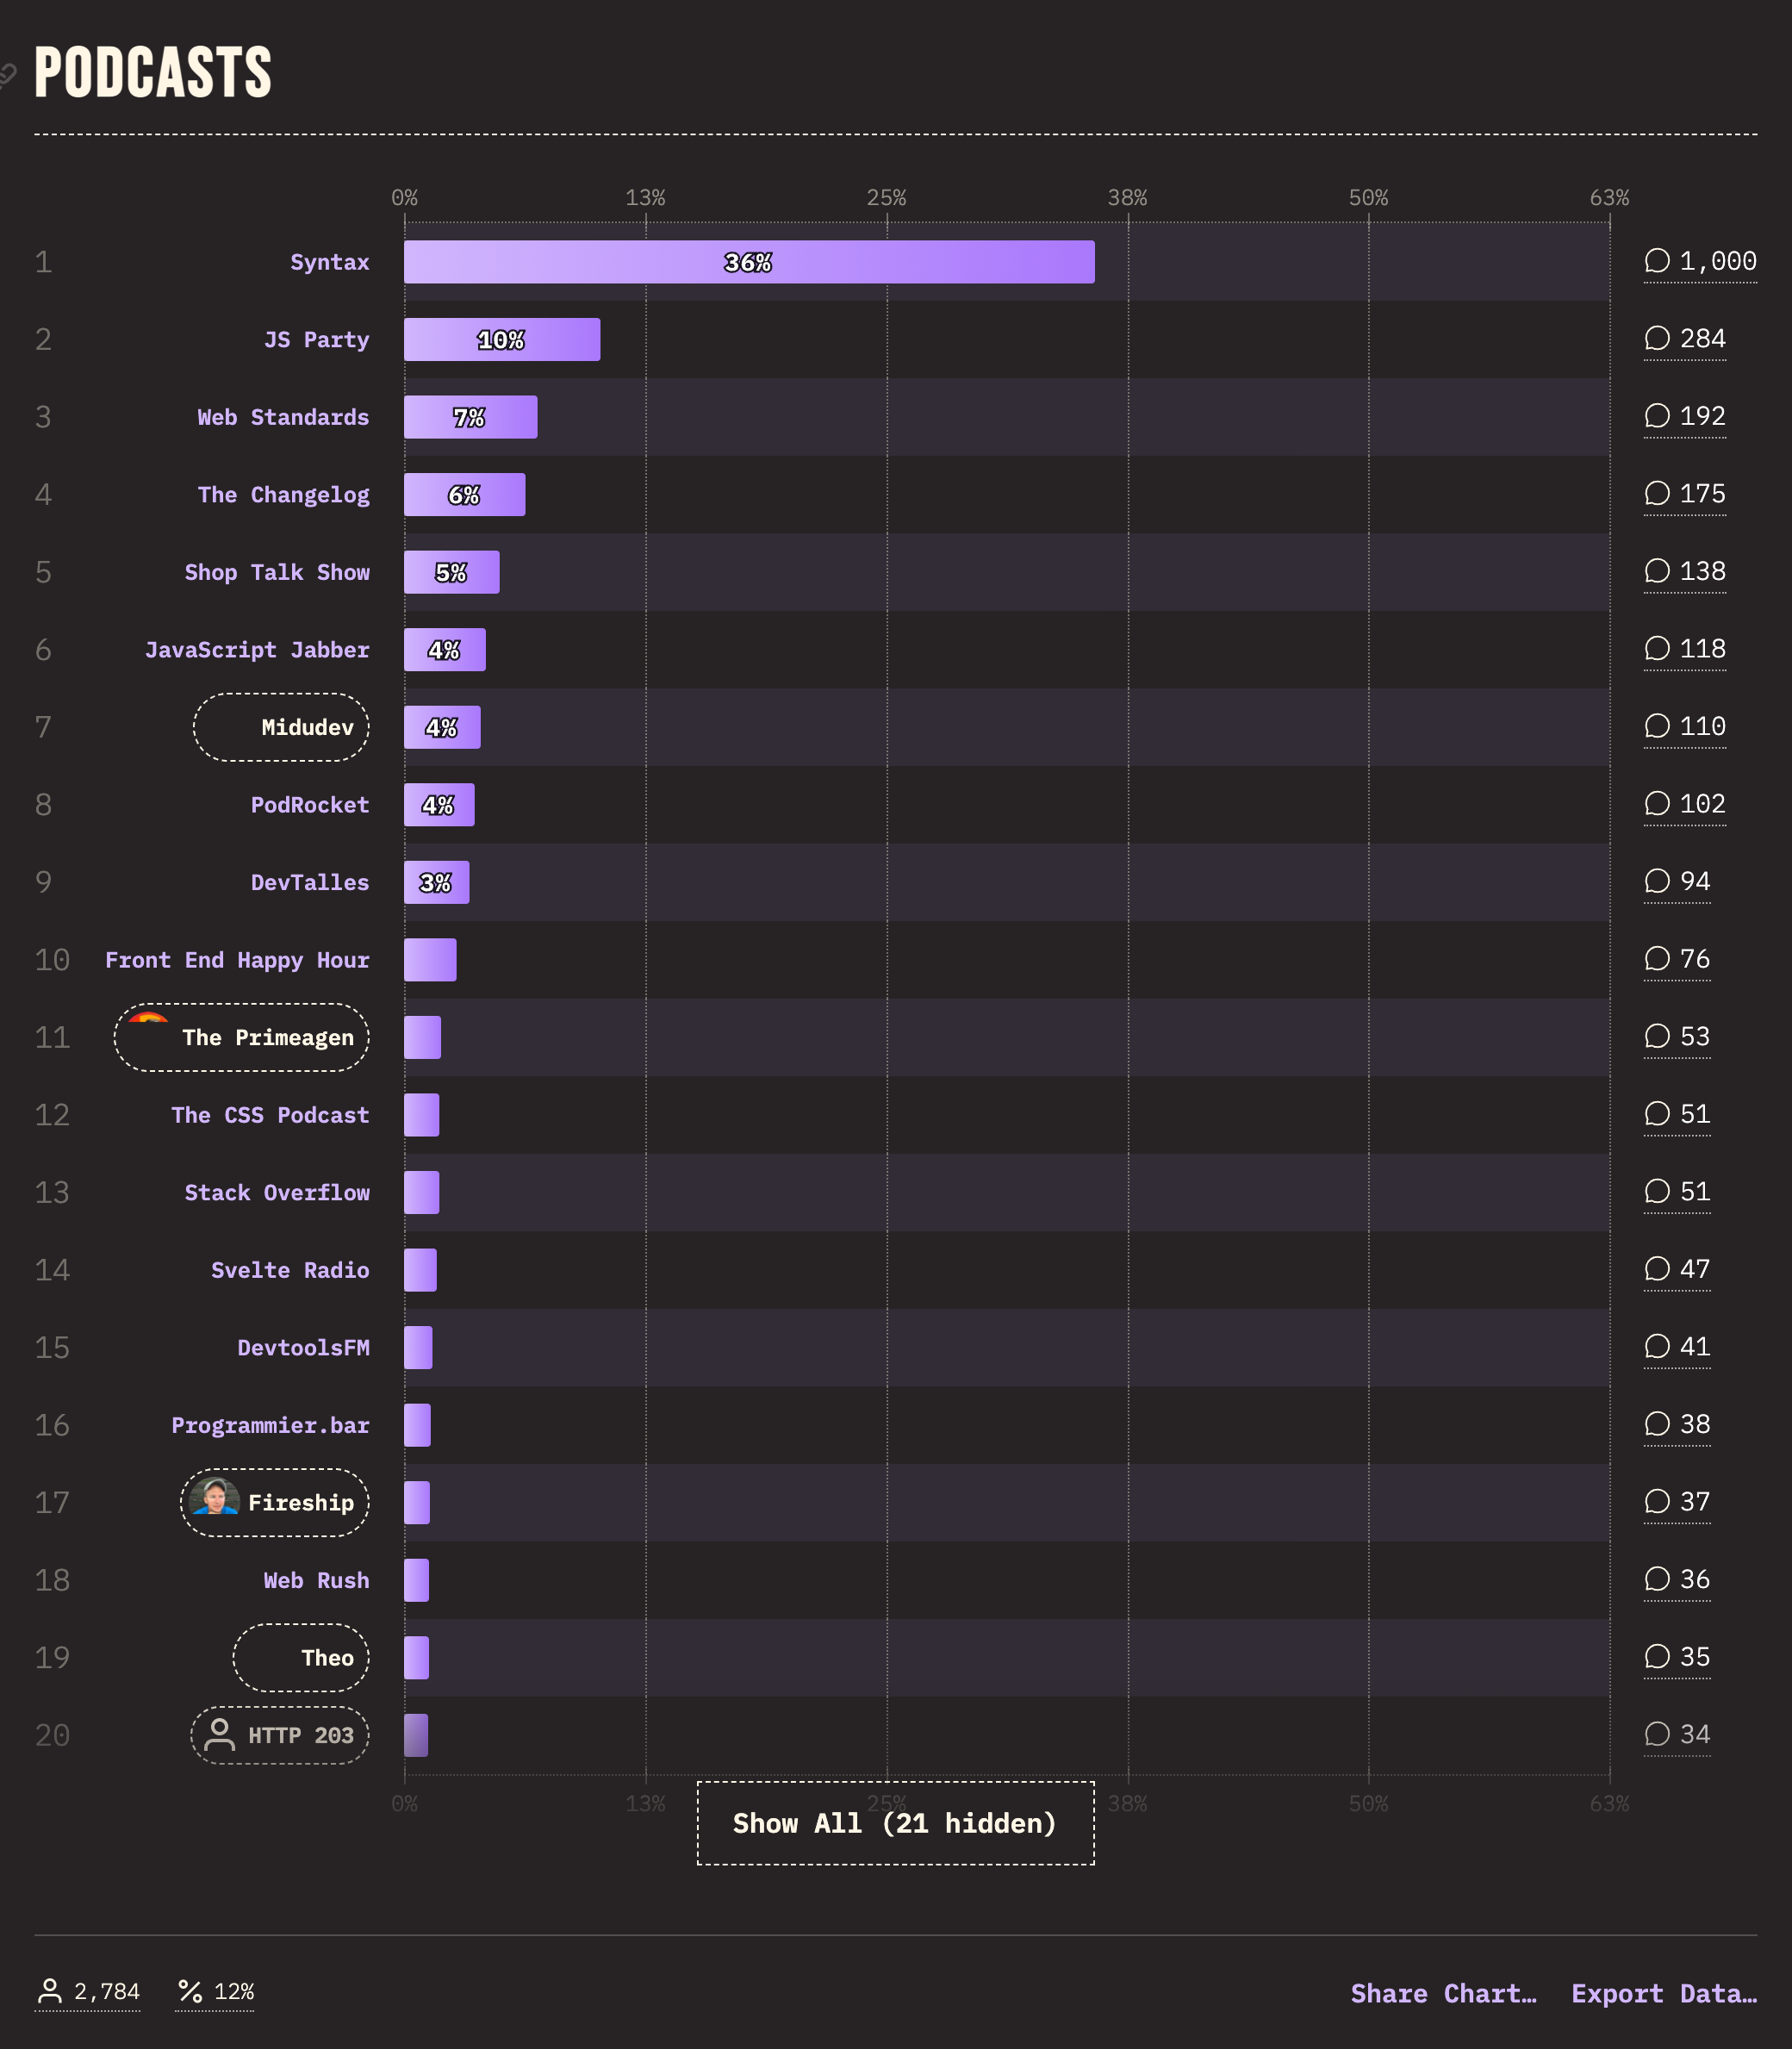 PODCASTS
0% 13% 25% 38% 50% 63%
1 Syntax 36% 1,000
2 JS Party 10% 284
3 Web Standards 7% 192
4 The Changelog 6% 175
5 Shop Talk Show 5% 138
6 JavaScript Jabber 4% 118
7 Midudev 4% 110
8 PodRocket 4% 102
9 DevTalles 3% 94
10 Front End Happy Hour 76
11 The Primeagen 53
12 The CSS Podcast 51
13 Stack Overflow 51
14 Svelte Radio 47
15 DevtoolsFM 41
16 Programmier.bar 38
17 Fireship 37
18 Web Rush 36
19 Theo 35
20 HTTP 203 34
0% 13% 25% 38% 50% 63%
Show All (21 hidden)
2,784 12% Share Chart… Export Data…